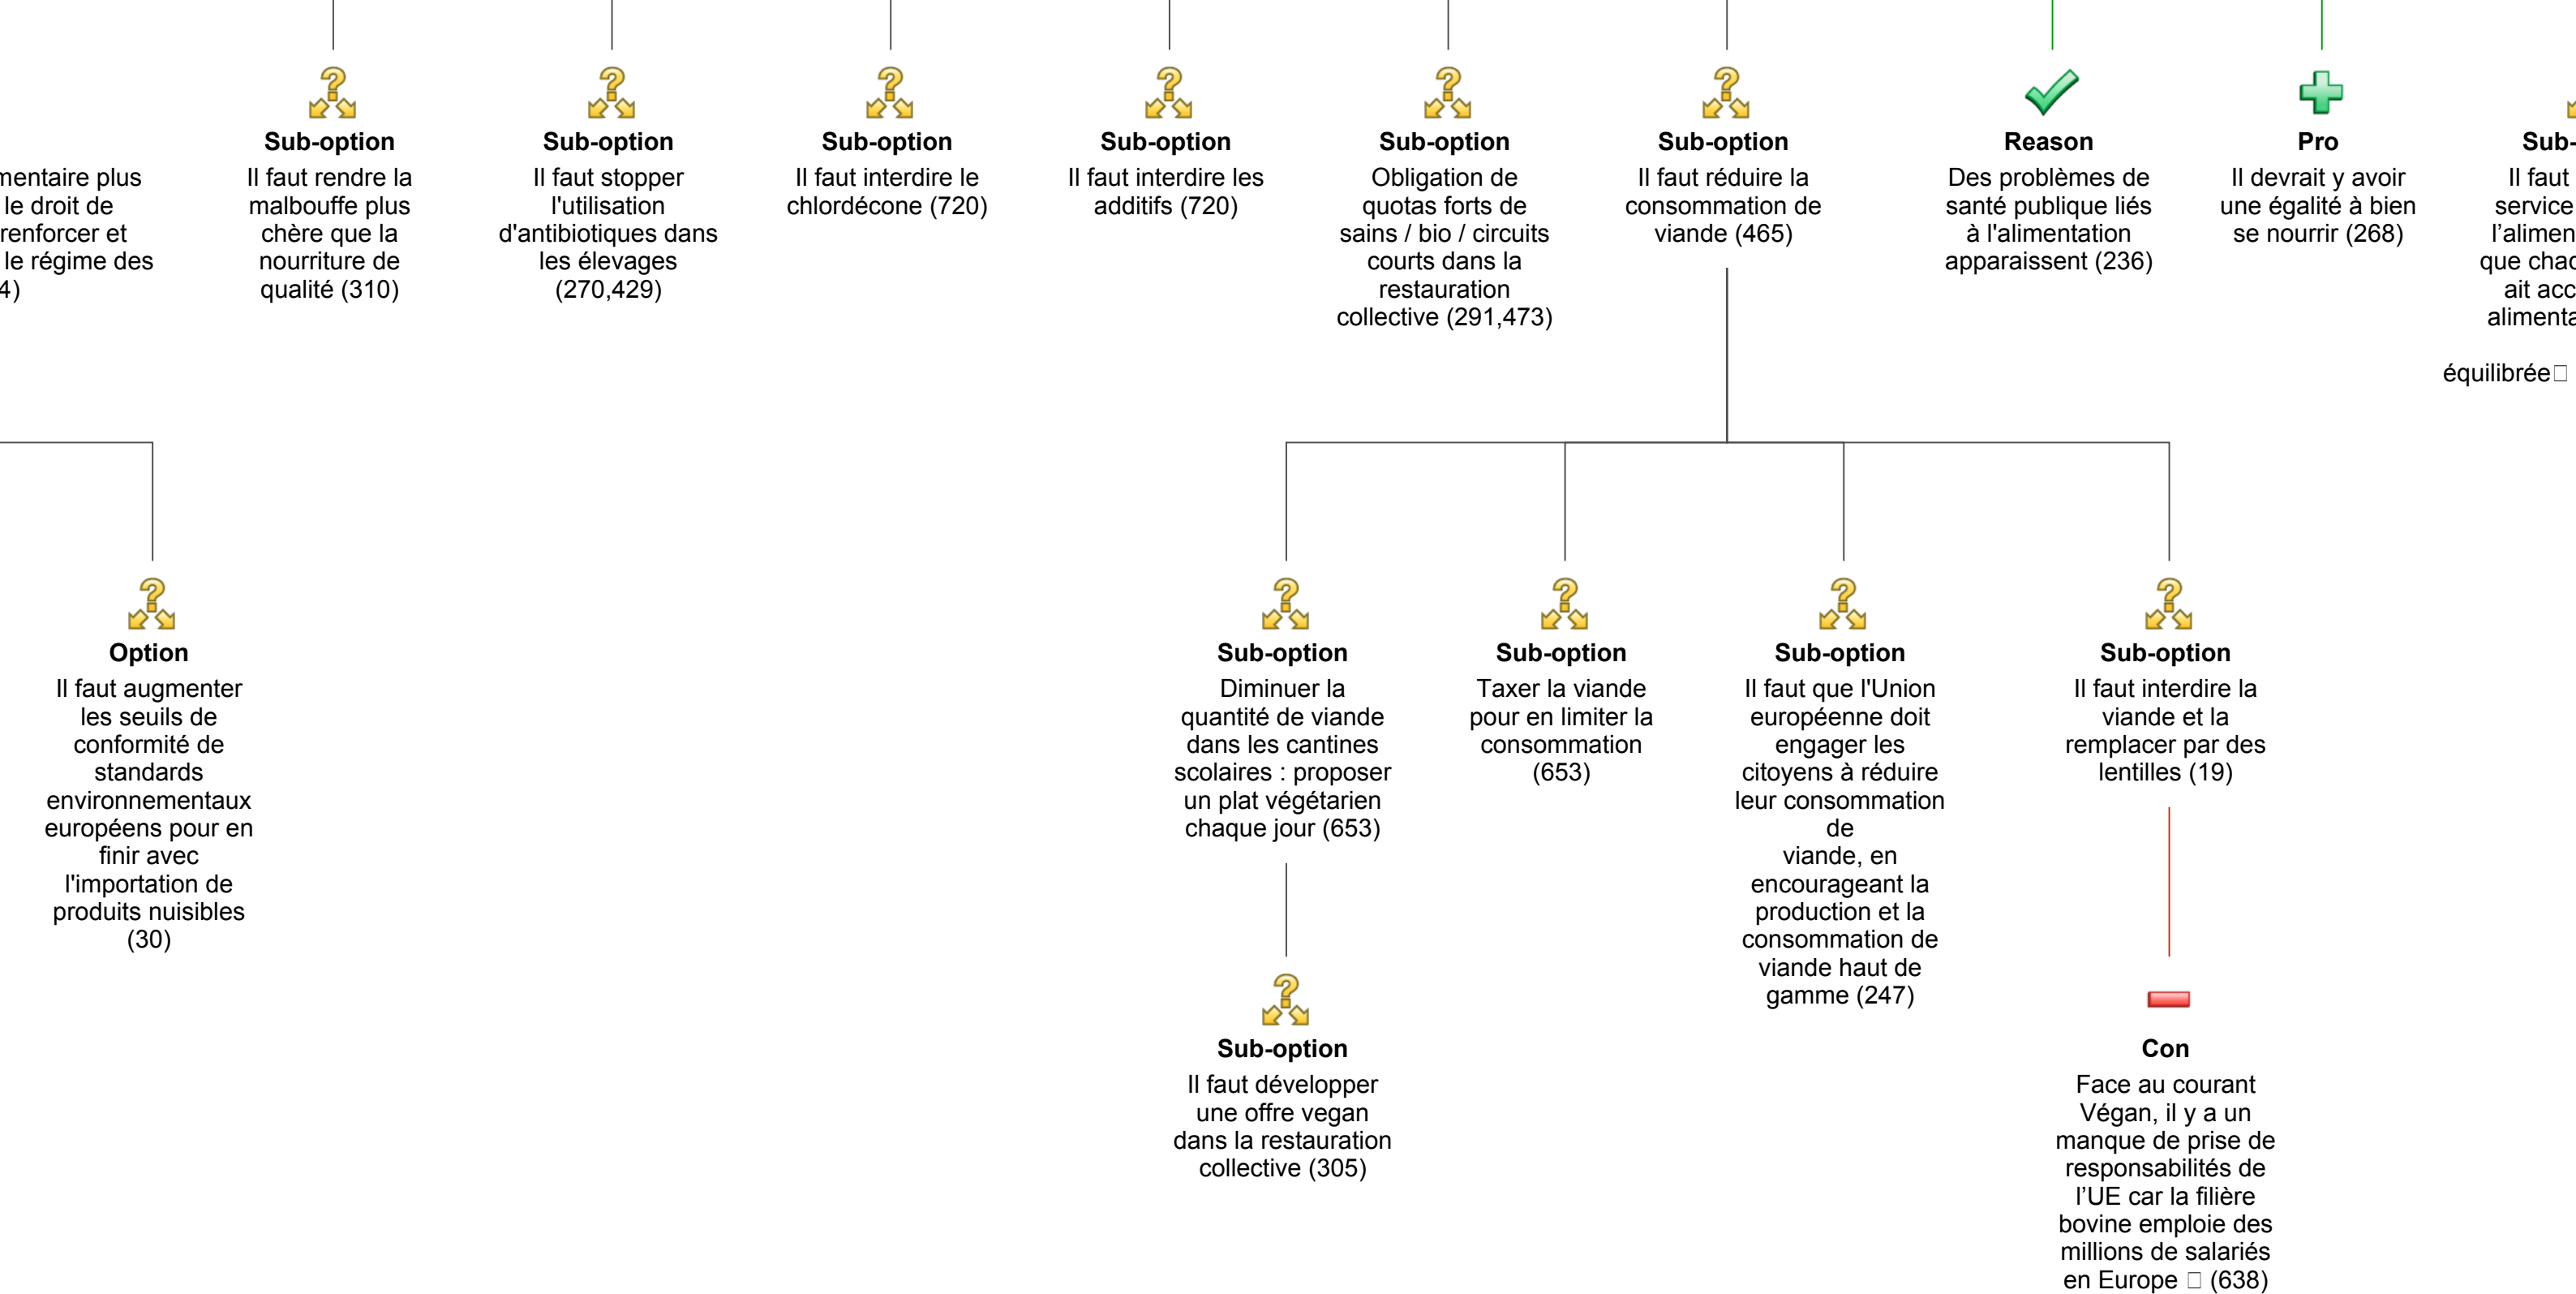 mentaire plus
le droit de
renforcer et
le régime des
4)
Sub-option
Il faut rendre la
malbouffe plus
chère que la
nourriture de
qualité (310)
Sub-option
Il faut stopper
l'utilisation
d'antibiotiques dans
les élevages
(270,429)
Sub-option
Il faut interdire le
chlordécone (720)
Sub-option
Il faut interdire les
additifs (720)
Sub-option
Obligation de
quotas forts de
sains / bio / circuits
courts dans la
restauration
collective (291,473)
Sub-option
Il faut réduire la
consommation de
viande (465)
Reason
Des problèmes de
santé publique liés
à l'alimentation
apparaissent (236)
Pro
Il devrait y avoir
une égalité à bien
se nourrir (268)
Sub-
Il faut
service
l’alimen
que chac
ait acc
alimenta
équilibrée
Option
Il faut augmenter
les seuils de
conformité de
standards
environnementaux
européens pour en
finir avec
l'importation de
produits nuisibles
(30)
Sub-option
Diminuer la
quantité de viande
dans les cantines
scolaires : proposer
un plat végétarien
chaque jour (653)
Sub-option
Taxer la viande
pour en limiter la
consommation
(653)
Sub-option
Il faut que l'Union
européenne doit
engager les
citoyens à réduire
leur consommation
de
viande, en
encourageant la
production et la
consommation de
viande haut de
gamme (247)
Sub-option
Il faut interdire la
viande et la
remplacer par des
lentilles (19)
Sub-option
Il faut développer
une offre vegan
dans la restauration
collective (305)
Con
Face au courant
Végan, il y a un
manque de prise de
responsabilités de
l’UE car la filière
bovine emploie des
millions de salariés
en Europe (638)